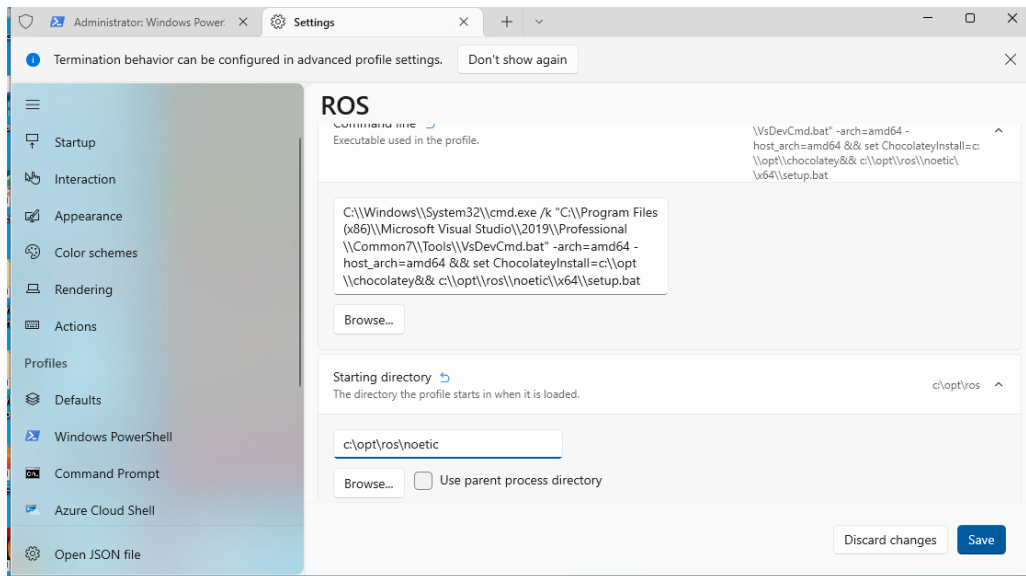 Administrator: Windows Power
Settings
Termination behavior can be configured in advanced profile settings.
Don't show again
ROS
Startup
Interaction
Appearance
Color schemes
Rendering
Actions
Profiles
Defaults
Windows PowerShell
Command Prompt
Azure Cloud Shell
Open JSON file
Command line
Executable used in the profile.
\\VsDevCmd.bat" -arch=amd64 -
host_arch=amd64 && set ChocolateyInstall=c:
\\opt\\chocolatey&& c:\\opt\\ros\\noetic\
\x64\\setup.bat
C:\\Windows\\System32\\cmd.exe /k "C:\\Program Files
(x86)\\Microsoft Visual Studio\\2019\\Professional
\\Common7\\Tools\\VsDevCmd.bat" -arch=amd64 -
host_arch=amd64 && set ChocolateyInstall=c:\\opt
\\chocolatey&& c:\\opt\\ros\\noetic\\x64\\setup.bat
Browse...
Starting directory
The directory the profile starts in when it is loaded.
c:\opt\ros
c:\opt\ros\noetic
Browse...
Use parent process directory
Discard changes
Save